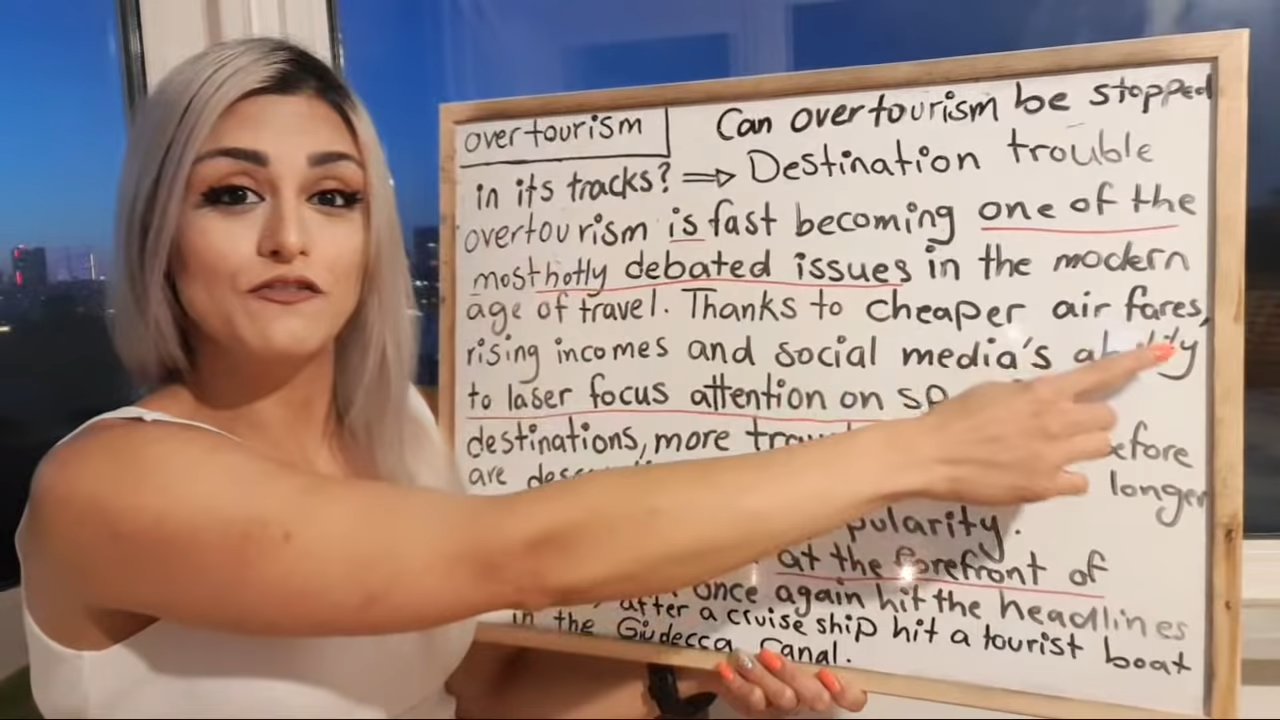 overtourism Can overtourism be stopped
in its tracks? ⇒ Destination trouble
overtourism is fast becoming one of the
most hotly debated issues in the modern
age of travel. Thanks to cheaper air fares,
rising incomes and social media's ability
to laser focus attention on
destinations, more
are
longer
at the forefront of
once again hit the headlines
after a cruise ship hit a tourist boat
in the Giudecca Canal.